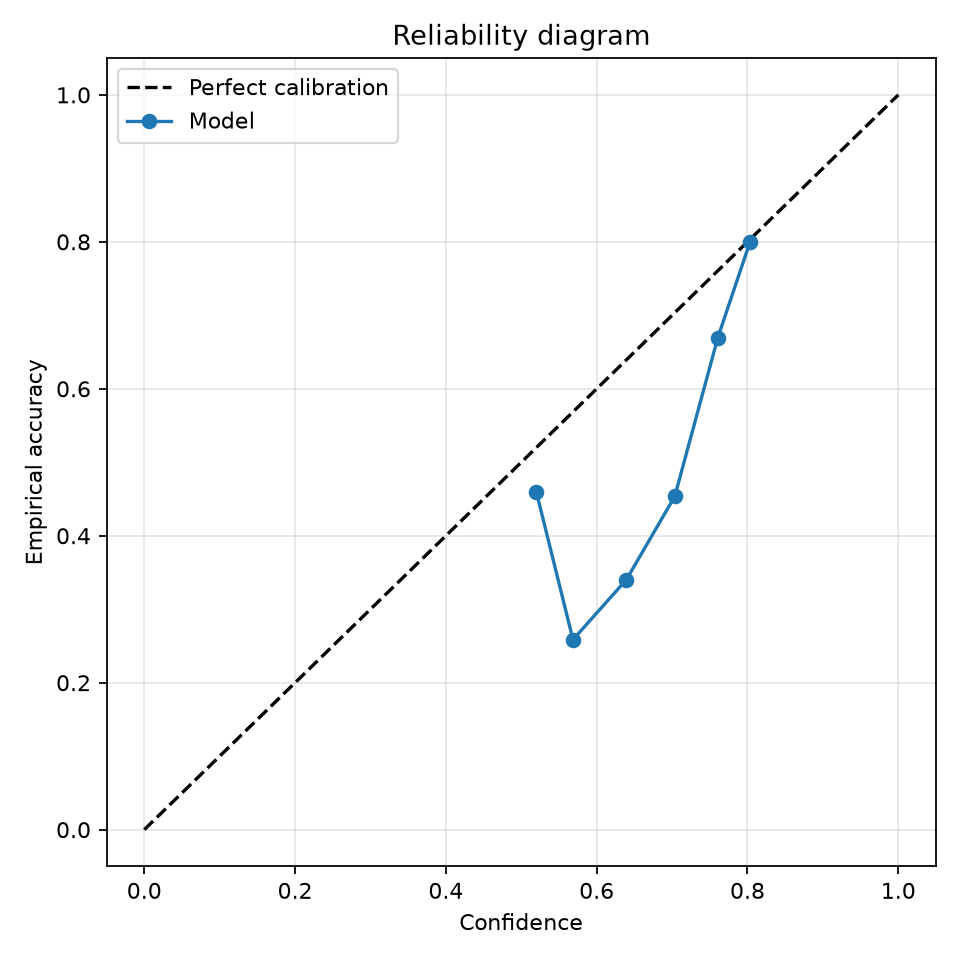 Reliability diagram
Perfect calibration
Model
1.0
0.8
0.6
0.4
0.2
0.0
Empirical accuracy
0.0 0.2 0.4 0.6 0.8 1.0
Confidence